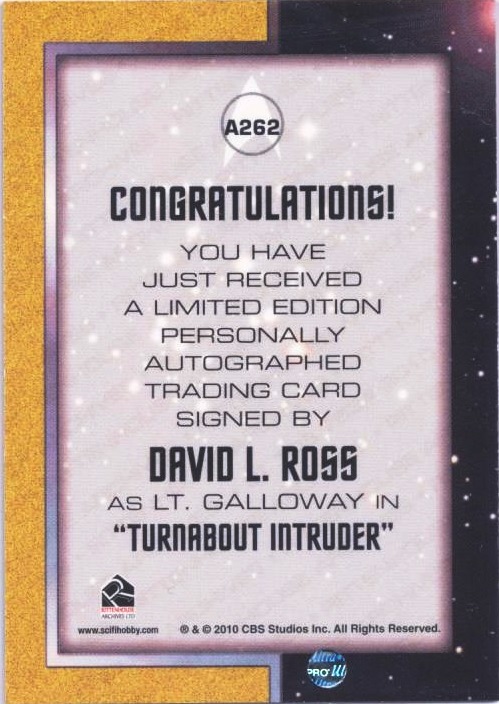 A262
CONGRATULATIONS!
YOU HAVE
JUST RECEIVED
A LIMITED EDITION
PERSONALLY
AUTOGRAPHED
TRADING CARD
SIGNED BY
DAVID L. ROSS
AS LT. GALLOWAY IN
"TURNABOUT INTRUDER"
RITTENHOUSE
ARCHIVES LTD
www.scifihobby.com ® & © 2010 CBS Studios Inc. All Rights Reserved.
PRO